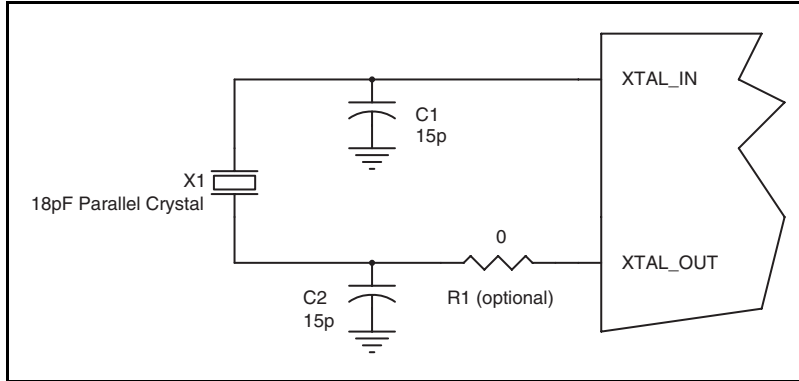 XTAL_IN
C1
15p
X1
18pF Parallel Crystal
0
XTAL_OUT
C2
15p
R1 (optional)